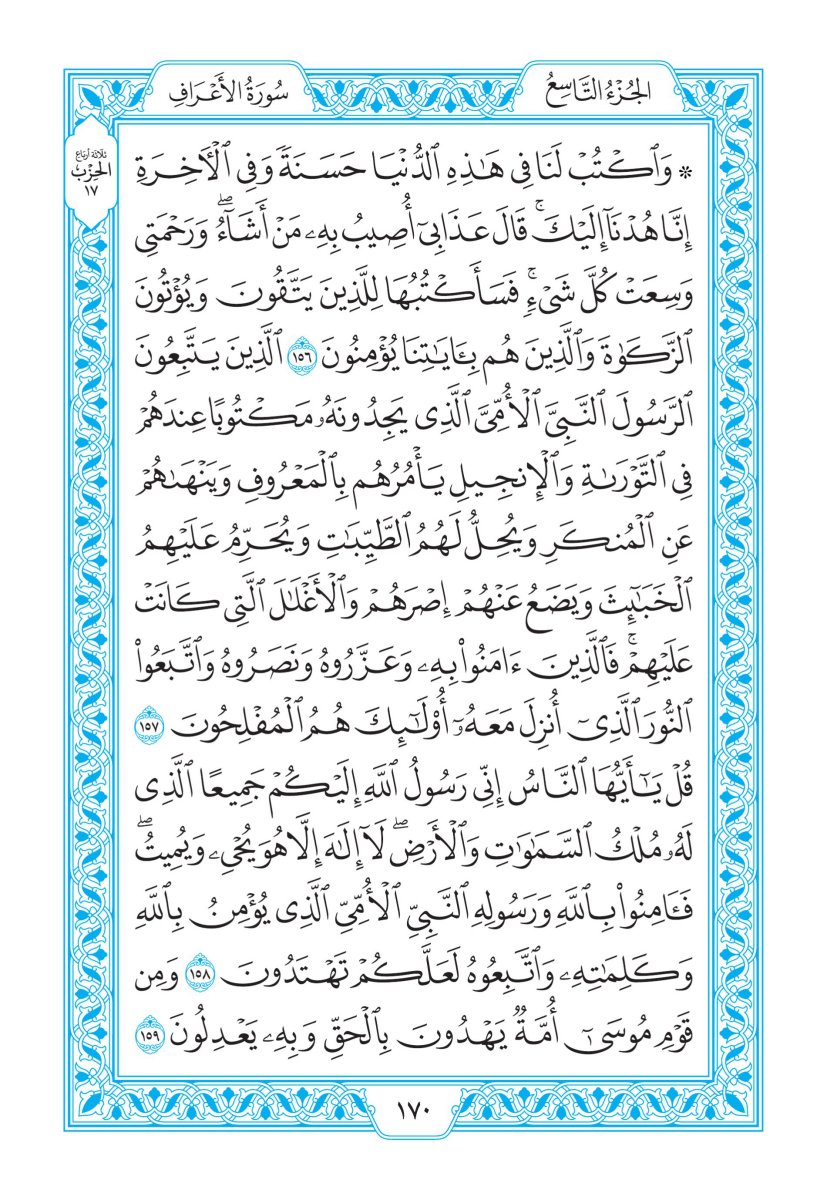 الجُزْءُ التَّاسِعُ
سُورَةُ الأَعْرَافِ
ثلاثة أرباع
الحِزْب
١٧
* وَٱكۡتُبۡ لَنَا فِي هَٰذِهِ ٱلدُّنۡيَا حَسَنَةٗ وَفِي ٱلۡأٓخِرَةِ
إِنَّا هُدۡنَآ إِلَيۡكَۚ قَالَ عَذَابِيٓ أُصِيبُ بِهِۦ مَنۡ أَشَآءُۖ وَرَحۡمَتِي
وَسِعَتۡ كُلَّ شَيۡءٖۚ فَسَأَكۡتُبُهَا لِلَّذِينَ يَتَّقُونَ وَيُؤۡتُونَ
ٱلزَّكَوٰةَ وَٱلَّذِينَ هُم بِـَٔايَٰتِنَا يُؤۡمِنُونَ ١٥٦ ٱلَّذِينَ يَتَّبِعُونَ
ٱلرَّسُولَ ٱلنَّبِيَّ ٱلۡأُمِّيَّ ٱلَّذِي يَجِدُونَهُۥ مَكۡتُوبًا عِندَهُمۡ
فِي ٱلتَّوۡرَىٰةِ وَٱلۡإِنجِيلِ يَأۡمُرُهُم بِٱلۡمَعۡرُوفِ وَيَنۡهَىٰهُمۡ
عَنِ ٱلۡمُنكَرِ وَيُحِلُّ لَهُمُ ٱلطَّيِّبَٰتِ وَيُحَرِّمُ عَلَيۡهِمُ
ٱلۡخَبَٰٓئِثَ وَيَضَعُ عَنۡهُمۡ إِصۡرَهُمۡ وَٱلۡأَغۡلَٰلَ ٱلَّتِي كَانَتۡ
عَلَيۡهِمۡۚ فَٱلَّذِينَ ءَامَنُواْ بِهِۦ وَعَزَّرُوهُ وَنَصَرُوهُ وَٱتَّبَعُواْ
ٱلنُّورَ ٱلَّذِيٓ أُنزِلَ مَعَهُۥٓ أُوْلَٰٓئِكَ هُمُ ٱلۡمُفۡلِحُونَ ١٥٧
قُلۡ يَٰٓأَيُّهَا ٱلنَّاسُ إِنِّي رَسُولُ ٱللَّهِ إِلَيۡكُمۡ جَمِيعًا ٱلَّذِي
لَهُۥ مُلۡكُ ٱلسَّمَٰوَٰتِ وَٱلۡأَرۡضِۖ لَآ إِلَٰهَ إِلَّا هُوَ يُحۡيِۦ وَيُمِيتُۖ
فَـَٔامِنُواْ بِٱللَّهِ وَرَسُولِهِ ٱلنَّبِيِّ ٱلۡأُمِّيِّ ٱلَّذِي يُؤۡمِنُ بِٱللَّهِ
وَكَلِمَٰتِهِۦ وَٱتَّبِعُوهُ لَعَلَّكُمۡ تَهۡتَدُونَ ١٥٨ وَمِن
قَوۡمِ مُوسَىٰٓ أُمَّةٞ يَهۡدُونَ بِٱلۡحَقِّ وَبِهِۦ يَعۡدِلُونَ ١٥٩
١٧٠